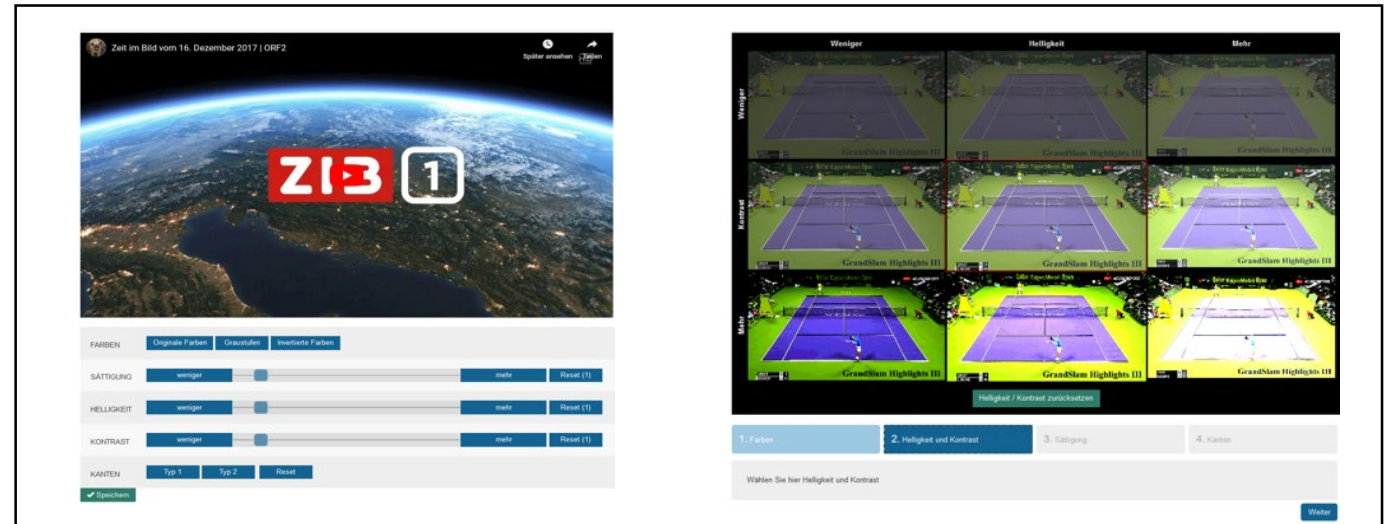 Zeit im Bild vom 16. Dezember 2017 | ORF2
Später ansehen Teilen
ZIB 1
FARBEN Originale Farben Graustufen Invertierte Farben
SÄTTIGUNG weniger mehr Reset (1)
HELLIGKEIT weniger mehr Reset (1)
KONTRAST weniger mehr Reset (1)
KANTEN Typ 1 Typ 2 Reset
Speichern
Weniger Helligkeit Mehr
Weniger
GrandSlam Highlights III GrandSlam Highlights III GrandSlam Highlights III
Kontrast
GrandSlam Highlights III GrandSlam Highlights III GrandSlam Highlights III
Mehr
GrandSlam Highlights III GrandSlam Highlights III GrandSlam Highlights III
Helligkeit / Kontrast zurücksetzen
1. Farben 2. Helligkeit und Kontrast 3. Sättigung 4. Kanten
Wählen Sie hier Helligkeit und Kontrast
Weiter